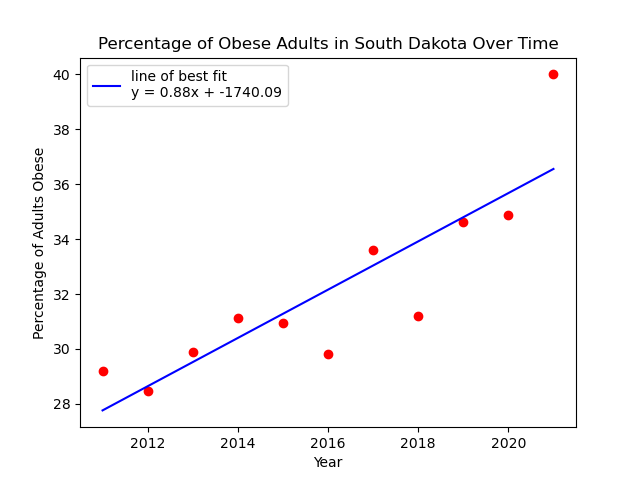 Percentage of Obese Adults in South Dakota Over Time
line of best fit
y = 0.88x + -1740.09
Percentage of Adults Obese
40
38
36
34
32
30
28
2012 2014 2016 2018 2020
Year